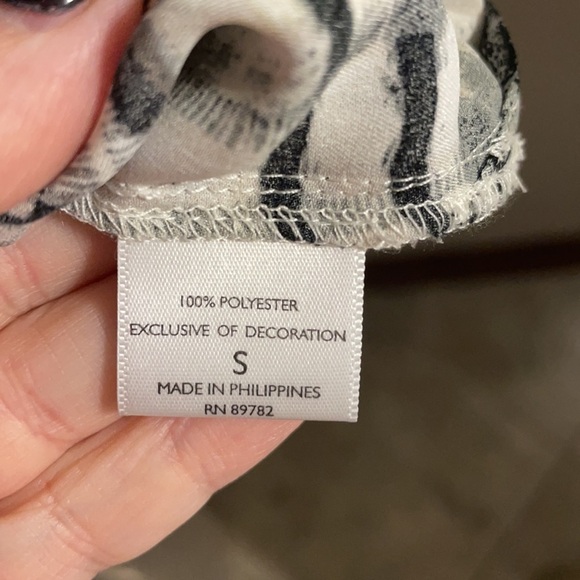 100% POLYESTER
EXCLUSIVE OF DECORATION
S
MADE IN PHILIPPINES
RN 89782